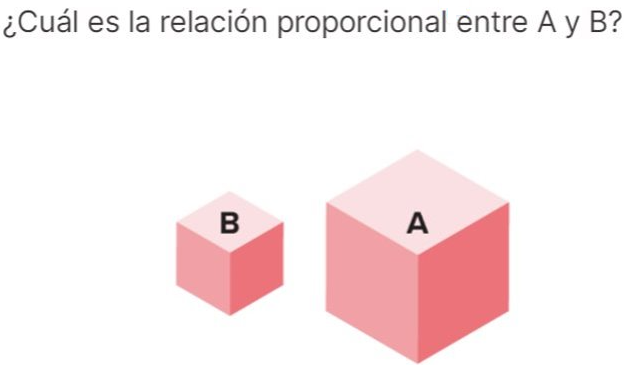 ¿Cuál es la relación proporcional entre A y B?
B
A